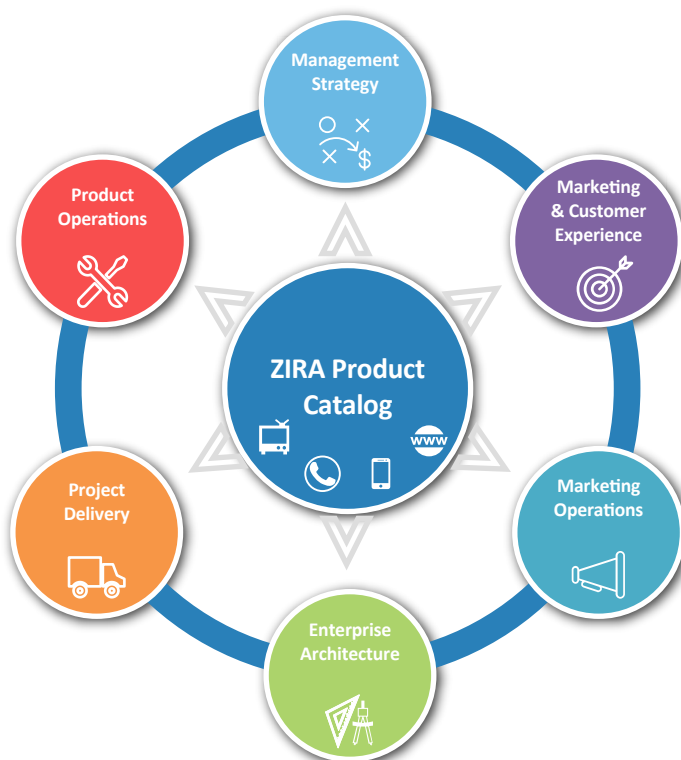 Management
Strategy
$
Marketing
& Customer
Experience
Product
Operations
ZIRA Product
Catalog
www
Project
Delivery
Marketing
Operations
Enterprise
Architecture